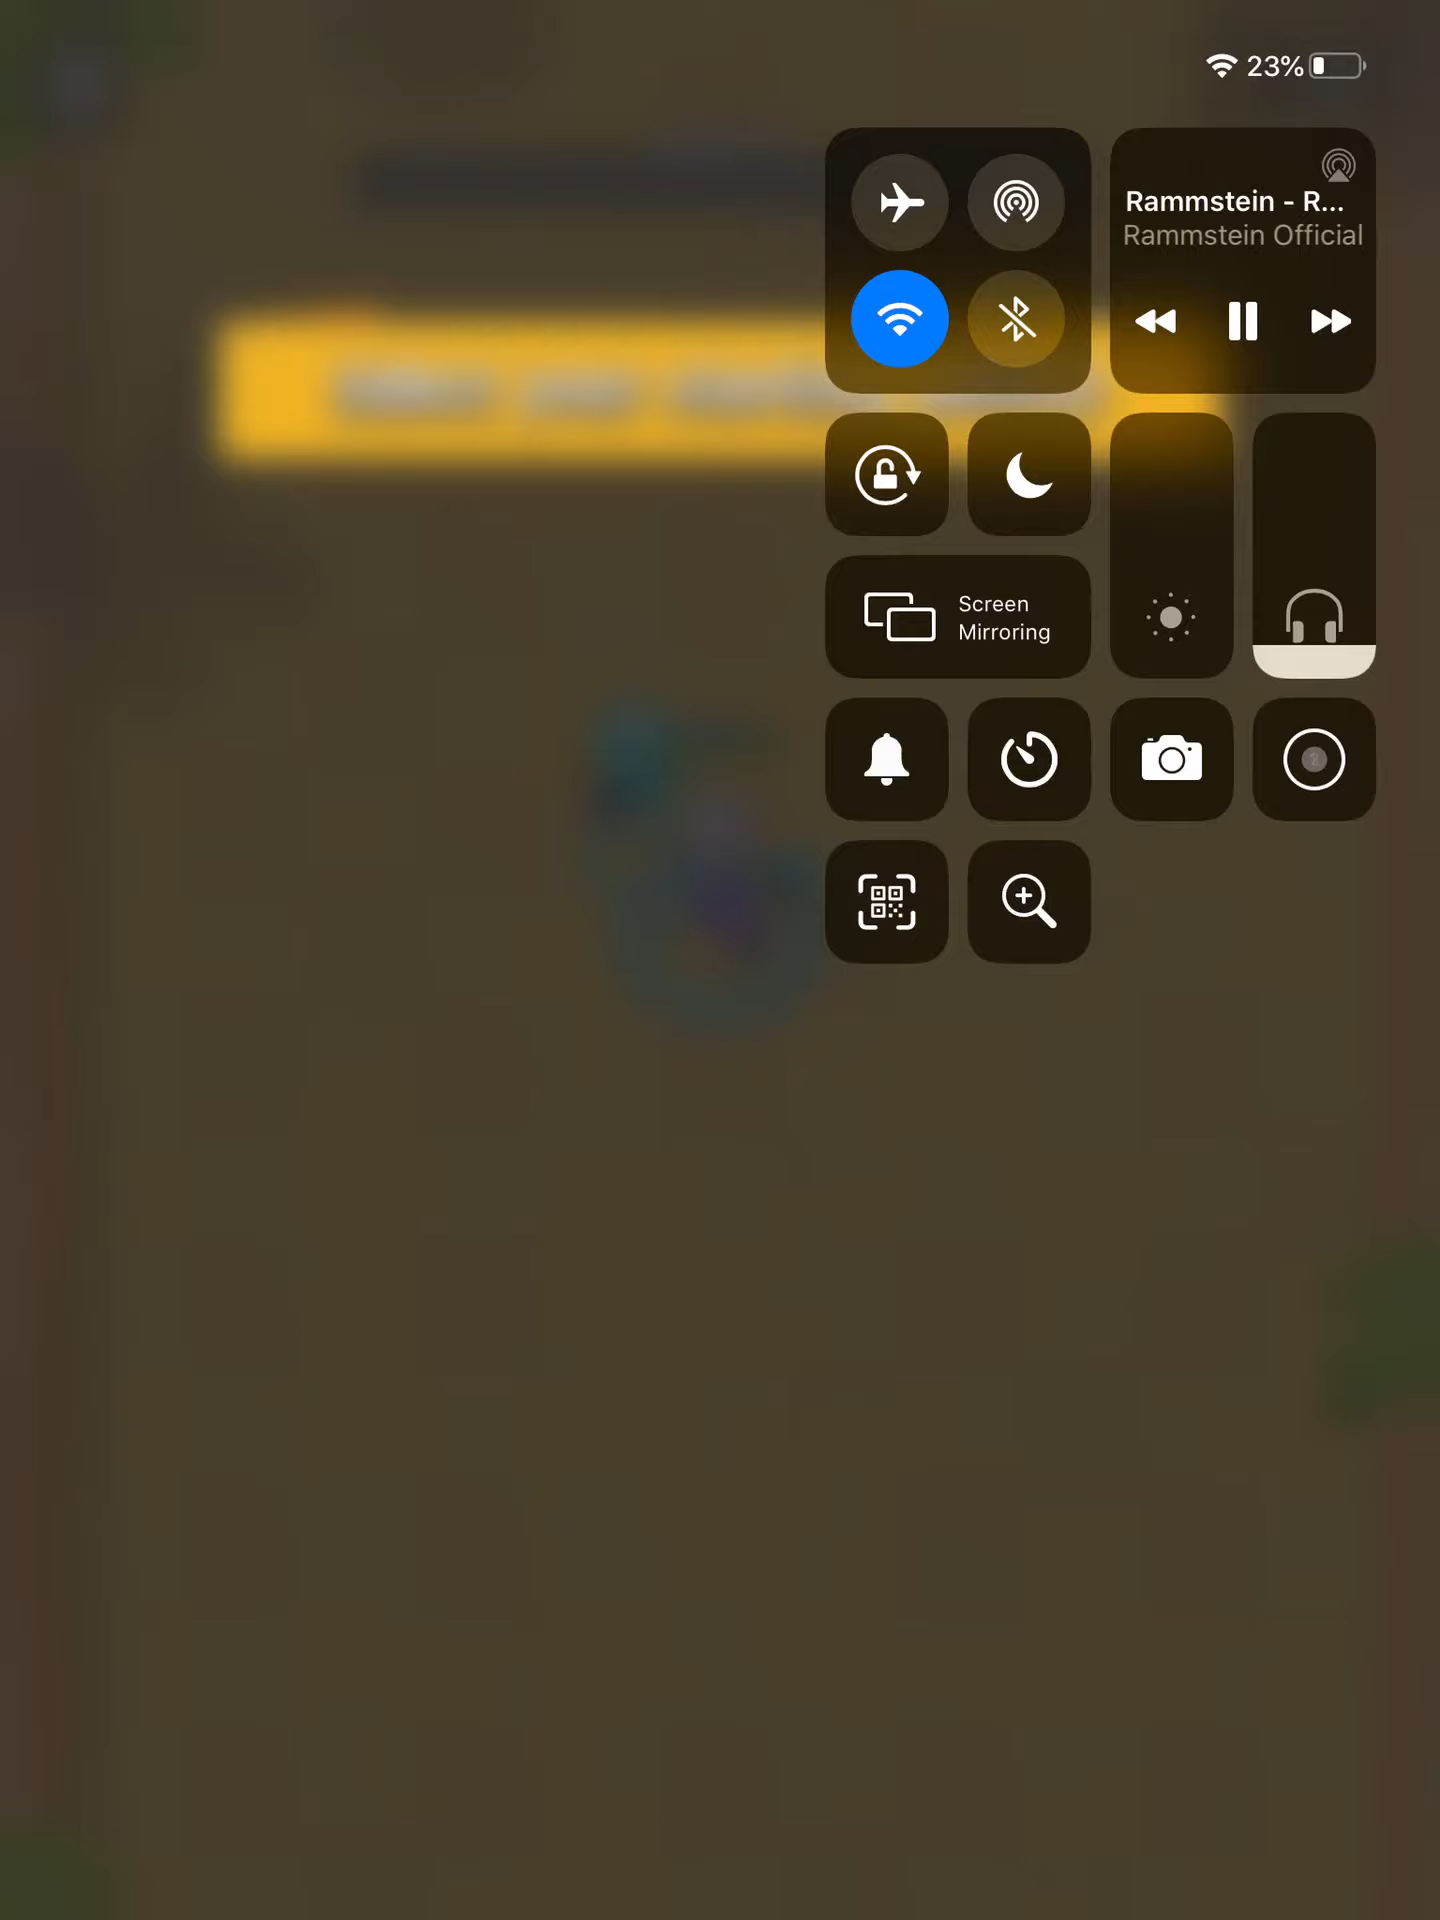 23%
Rammstein - R...
Rammstein Official
Screen
Mirroring